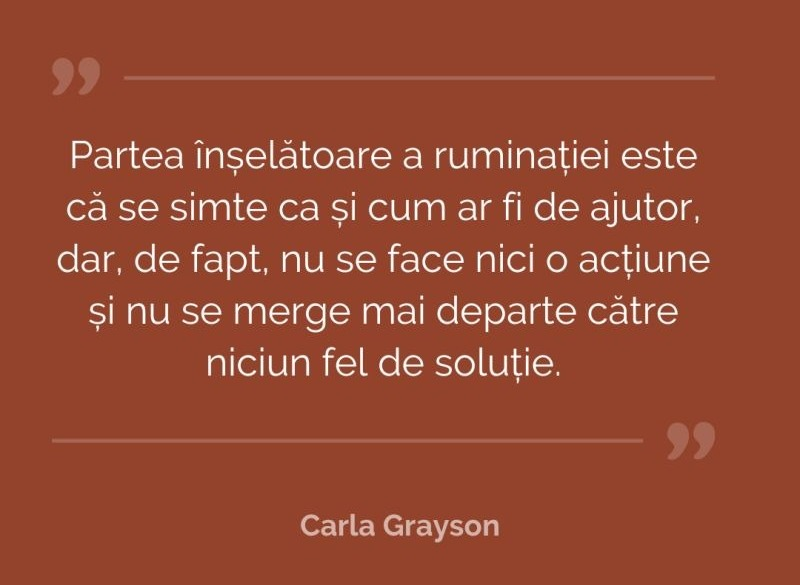 Partea înșelătoare a ruminației este
că se simte ca și cum ar fi de ajutor,
dar, de fapt, nu se face nici o acțiune
și nu se merge mai departe către
niciun fel de soluție.
Carla Grayson